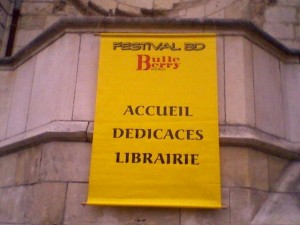 FESTIVAL BD
Bulle
Berry
ACCUEIL
DEDICACES
LIBRAIRIE